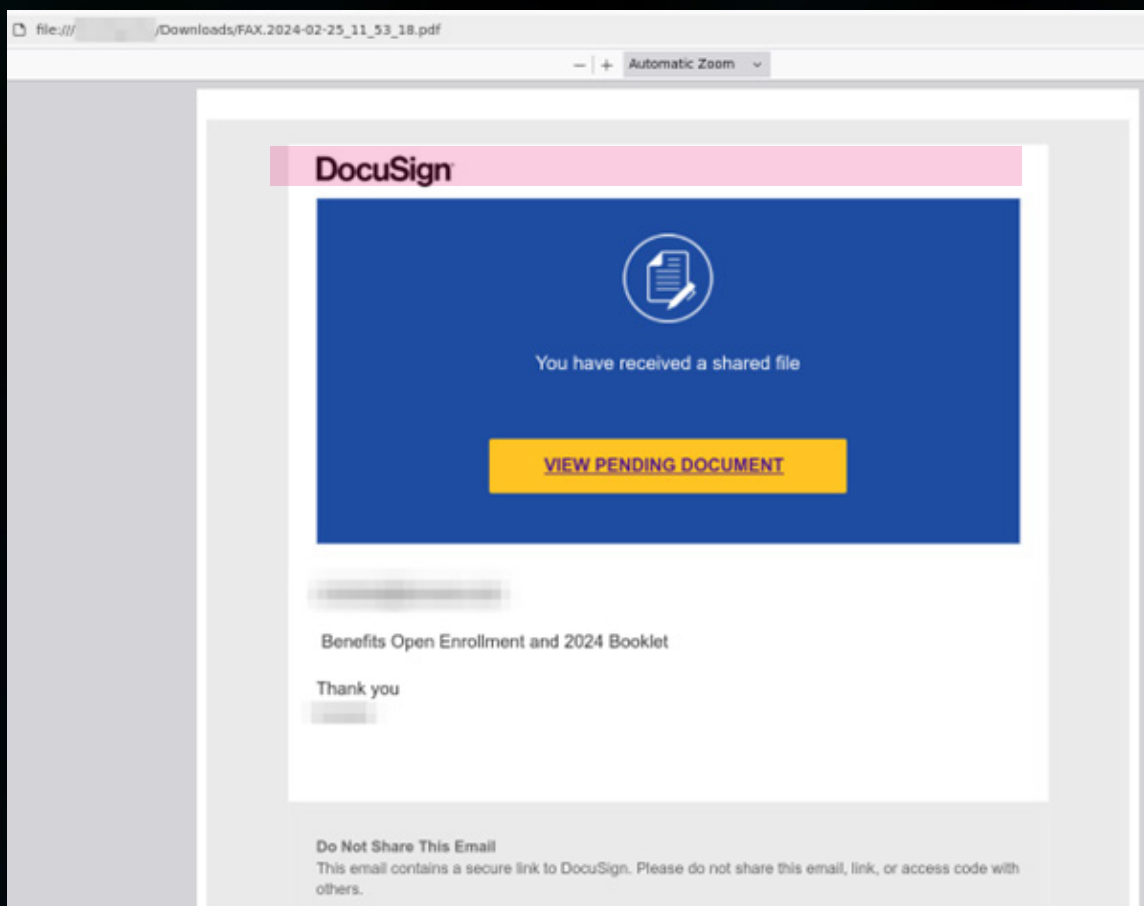 file:/// /Downloads/FAX.2024-02-25_11_53_18.pdf
− + Automatic Zoom
DocuSign
You have received a shared file
VIEW PENDING DOCUMENT
Benefits Open Enrollment and 2024 Booklet
Thank you
Do Not Share This Email
This email contains a secure link to DocuSign. Please do not share this email, link, or access code with
others.